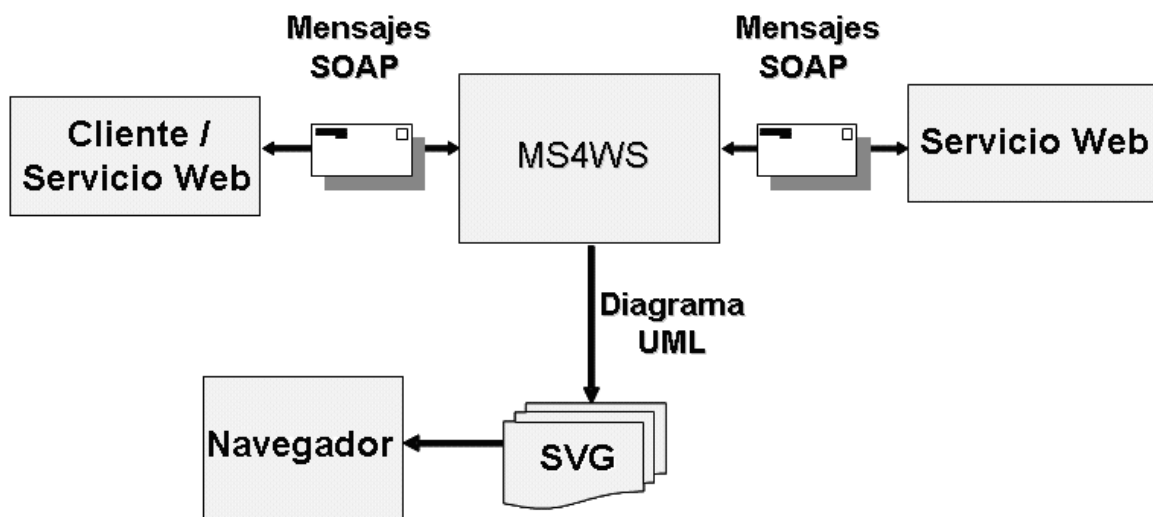 Mensajes
SOAP
Mensajes
SOAP
Cliente /
Servicio Web
MS4WS
Servicio Web
Diagrama
UML
Navegador
SVG